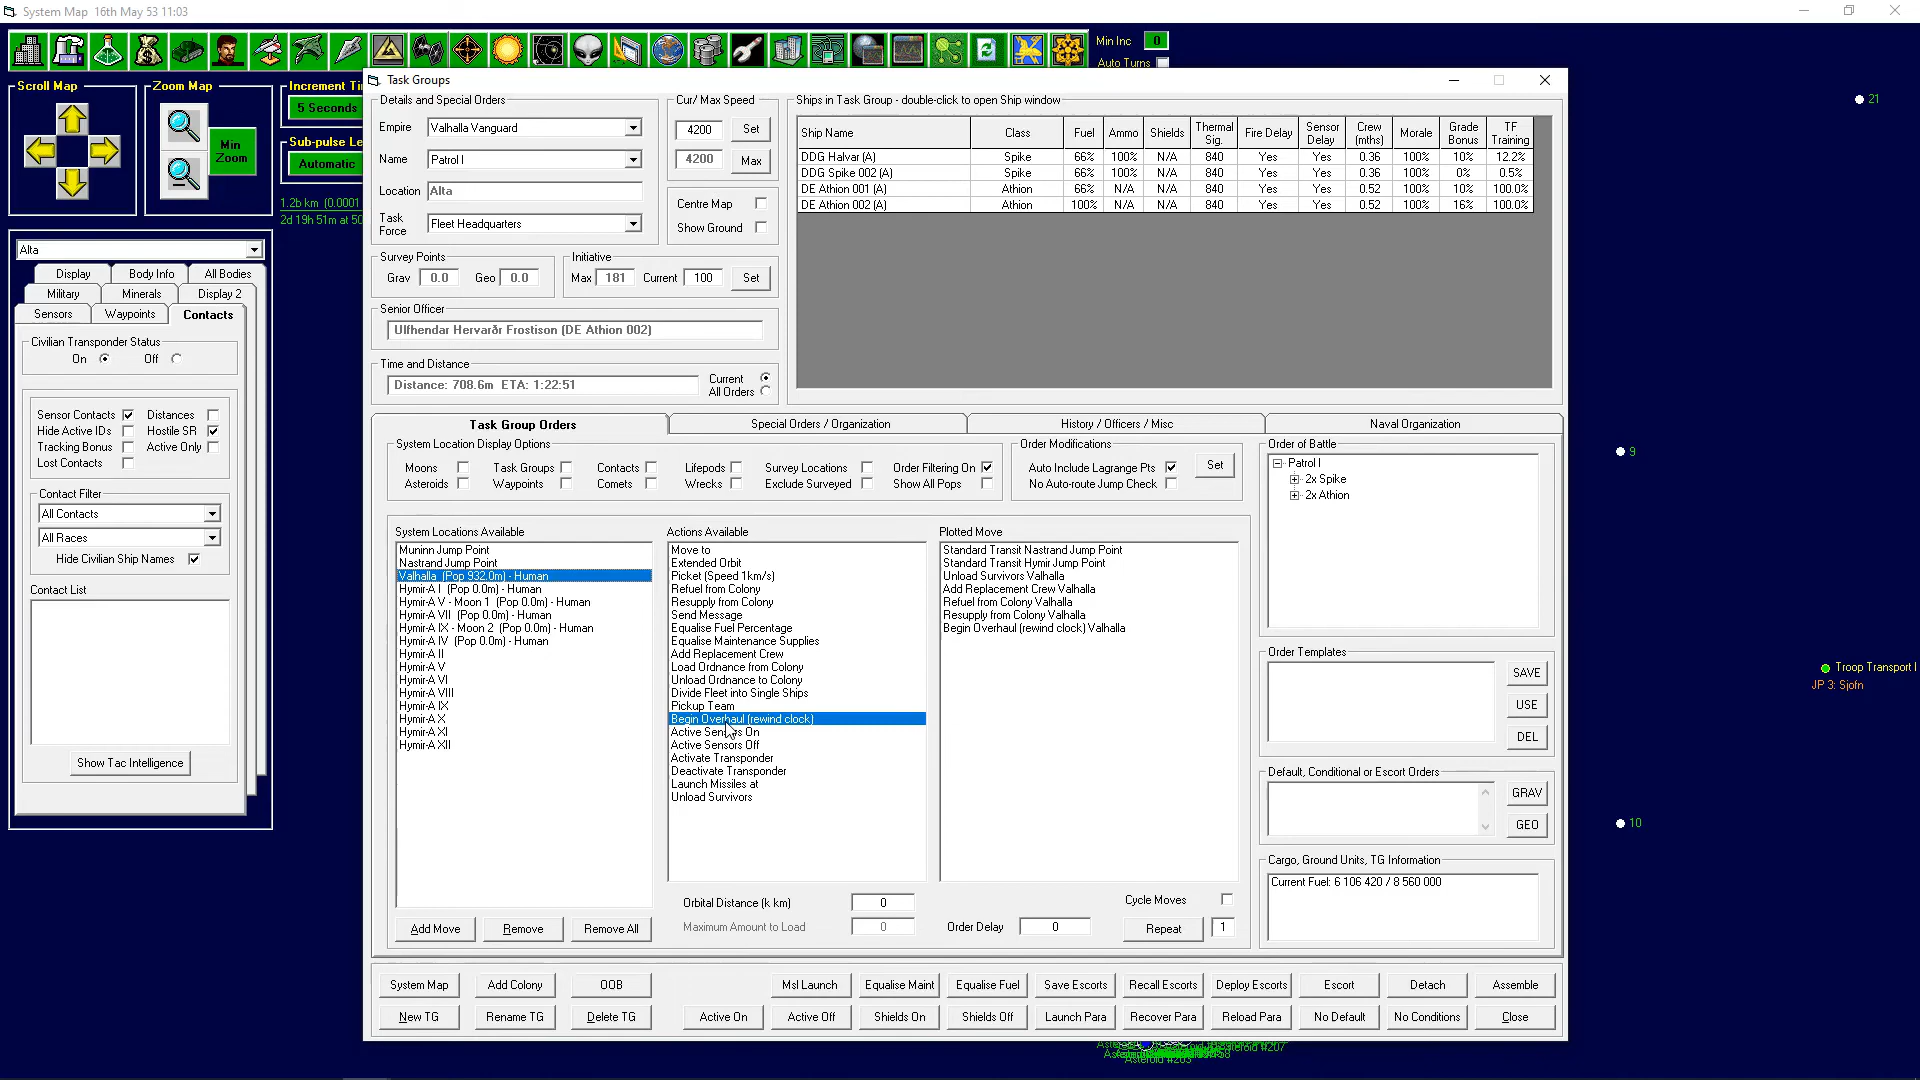 System Map   16th May 53 11:03
Min Inc 0
Auto Turns
Scroll Map
Zoom Map
Min Zoom
Increment Ti
5 Seconds
Sub-pulse Le
Automatic
1.2b km (0.0001
2d 19h 51m at 50
Alta
Display Body Info All Bodies
Military Minerals Display 2
Sensors Waypoints Contacts
Civilian Transponder Status
On Off
Sensor Contacts Distances
Hide Active IDs Hostile SR
Tracking Bonus Active Only
Lost Contacts
Contact Filter
All Contacts
All Races
Hide Civilian Ship Names
Contact List
Show Tac Intelligence
Task Groups
Details and Special Orders
Empire Valhalla Vanguard
Name Patrol I
Location Alta
Task Force Fleet Headquarters
Cur/ Max Speed
4200 Set
4200 Max
Centre Map
Show Ground
Survey Points
Grav 0.0 Geo 0.0
Initiative
Max 181 Current 100 Set
Senior Officer
Ulfhendar Hervarðr Frostison (DE Athion 002)
Time and Distance
Distance: 708.6m ETA: 1:22:51
Current
All Orders
Ships in Task Group - double-click to open Ship window
Ship Name Class Fuel Ammo Shields Thermal Sig. Fire Delay Sensor Delay Crew (mths) Morale Grade Bonus TF Training
DDG Halvar (A) Spike 66% 100% N/A 840 Yes Yes 0.36 100% 10% 12.2%
DDG Spike 002 (A) Spike 66% 100% N/A 840 Yes Yes 0.36 100% 0% 0.5%
DE Athion 001 (A) Athion 66% N/A N/A 840 Yes Yes 0.52 100% 10% 100.0%
DE Athion 002 (A) Athion 100% N/A N/A 840 Yes Yes 0.52 100% 16% 100.0%
Task Group Orders Special Orders / Organization History / Officers / Misc Naval Organization
System Location Display Options
Moons Task Groups Contacts Lifepods Survey Locations Order Filtering On
Asteroids Waypoints Comets Wrecks Exclude Surveyed Show All Pops
Order Modifications
Auto Include Lagrange Pts Set
No Auto-route Jump Check
System Locations Available
Muninn Jump Point
Nastrand Jump Point
Valhalla (Pop 932.0m) - Human
Hymir-A I (Pop 0.0m) - Human
Hymir-A V - Moon 1 (Pop 0.0m) - Human
Hymir-A VII (Pop 0.0m) - Human
Hymir-A IX - Moon 2 (Pop 0.0m) - Human
Hymir-A IV (Pop 0.0m) - Human
Hymir-A II
Hymir-A V
Hymir-A VI
Hymir-A VIII
Hymir-A IX
Hymir-A X
Hymir-A XI
Hymir-A XII
Add Move Remove Remove All
Actions Available
Move to
Extended Orbit
Picket (Speed 1km/s)
Refuel from Colony
Resupply from Colony
Send Message
Equalise Fuel Percentage
Equalise Maintenance Supplies
Add Replacement Crew
Load Ordnance from Colony
Unload Ordnance to Colony
Divide Fleet into Single Ships
Pickup Team
Begin Overhaul (rewind clock)
Active Sensors On
Active Sensors Off
Activate Transponder
Deactivate Transponder
Launch Missiles at
Unload Survivors
Orbital Distance (k km) 0
Maximum Amount to Load 0
Plotted Move
Standard Transit Nastrand Jump Point
Standard Transit Hymir Jump Point
Unload Survivors Valhalla
Add Replacement Crew Valhalla
Refuel from Colony Valhalla
Resupply from Colony Valhalla
Begin Overhaul (rewind clock) Valhalla
Cycle Moves
Order Delay 0 Repeat 1
Order of Battle
Patrol I
2x Spike
2x Athion
Order Templates
SAVE
USE
DEL
Default, Conditional or Escort Orders
GRAV
GEO
Cargo, Ground Units, TG Information
Current Fuel: 6 106 420 / 8 560 000
System Map Add Colony OOB Msl Launch Equalise Maint Equalise Fuel Save Escorts Recall Escorts Deploy Escorts Escort Detach Assemble
New TG Rename TG Delete TG Active On Active Off Shields On Shields Off Launch Para Recover Para Reload Para No Default No Conditions Close
21
9
Troop Transport I
JP 3: Sjofn
10
Asteroid #203